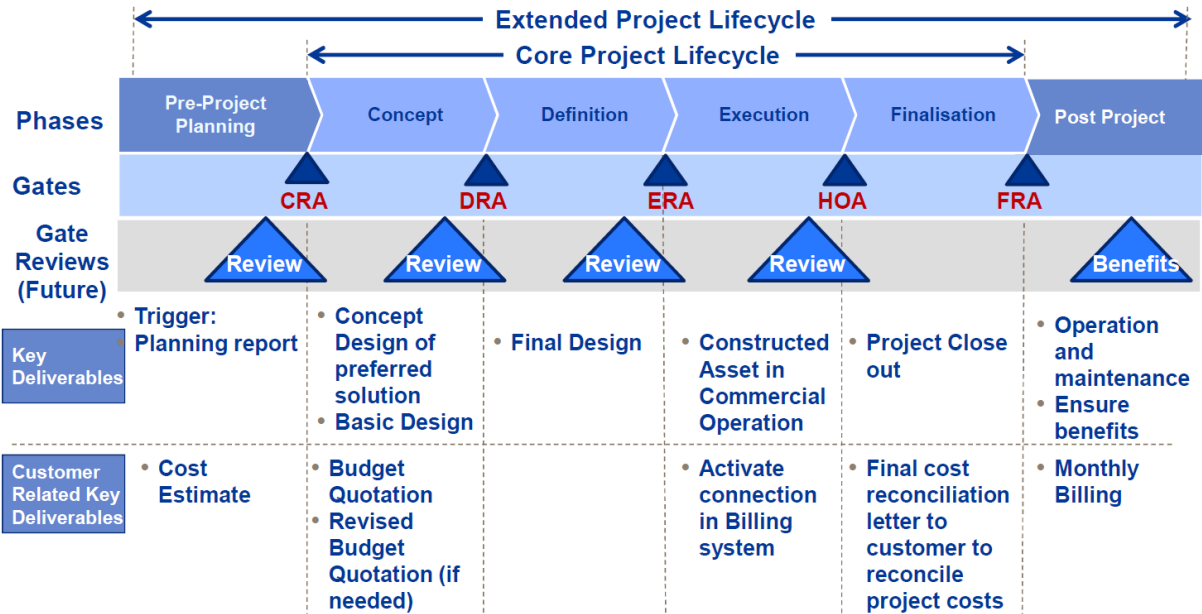 Extended Project Lifecycle
Core Project Lifecycle
Phases
Pre-Project
Planning
Concept
Definition
Execution
Finalisation
Post Project
Gates
CRA
DRA
ERA
HOA
FRA
Gate
Reviews
(Future)
Review
Review
Review
Review
Benefits
Key
Deliverables
• Trigger:
• Planning report
• Concept
Design of
preferred
solution
• Basic Design
• Final Design
• Constructed
Asset in
Commercial
Operation
• Project Close
out
• Operation
and
maintenance
• Ensure
benefits
Customer
Related Key
Deliverables
• Cost
Estimate
• Budget
Quotation
• Revised
Budget
Quotation (if
needed)
• Activate
connection
in Billing
system
• Final cost
reconciliation
letter to
customer to
reconcile
project costs
• Monthly
Billing